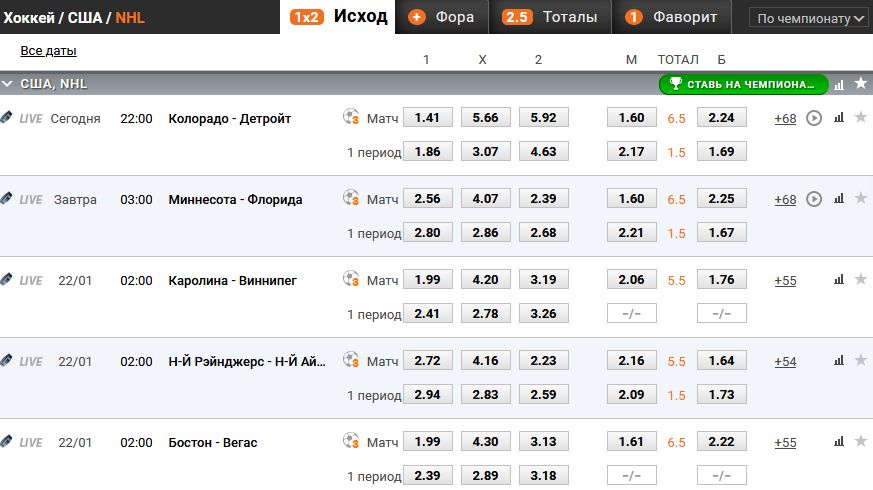 Хоккей / США / NHL 1x2 Исход + Фора 2.5 Тоталы 1 Фаворит По чемпионату
Все даты
1 X 2 М ТОТАЛ Б
США, NHL СТАВЬ НА ЧЕМПИОНА...
LIVE Сегодня 22:00 Колорадо - Детройт 3 Матч 1.41 5.66 5.92 1.60 6.5 2.24 +68
1 период 1.86 3.07 4.63 2.17 1.5 1.69
LIVE Завтра 03:00 Миннесота - Флорида 3 Матч 2.56 4.07 2.39 1.60 6.5 2.25 +68
1 период 2.80 2.86 2.68 2.21 1.5 1.67
LIVE 22/01 02:00 Каролина - Виннипег 3 Матч 1.99 4.20 3.19 2.06 5.5 1.76 +55
1 период 2.41 2.78 3.26 –/– –/–
LIVE 22/01 02:00 Н-Й Рэйнджерс - Н-Й Ай... 3 Матч 2.72 4.16 2.23 2.16 5.5 1.64 +54
1 период 2.94 2.83 2.59 2.09 1.5 1.73
LIVE 22/01 02:00 Бостон - Вегас 3 Матч 1.99 4.30 3.13 1.61 6.5 2.22 +55
1 период 2.39 2.89 3.18 –/– –/–